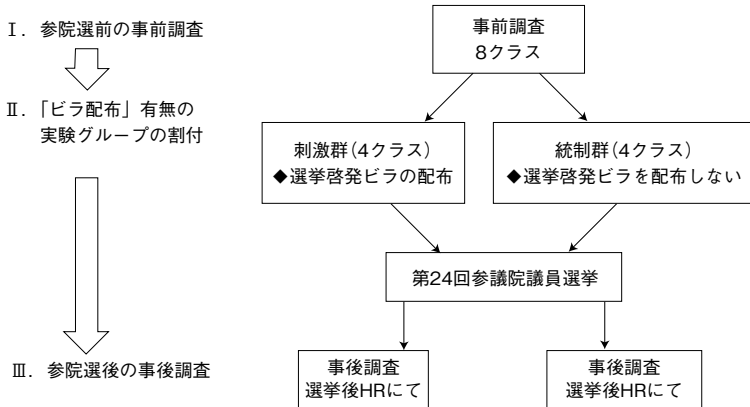 Ⅰ．参院選前の事前調査
Ⅱ．「ビラ配布」有無の
実験グループの割付
Ⅲ．参院選後の事後調査
事前調査
8クラス
刺激群（4クラス）
◆選挙啓発ビラの配布
統制群（4クラス）
◆選挙啓発ビラを配布しない
第24回参議院議員選挙
事後調査
選挙後HRにて
事後調査
選挙後HRにて